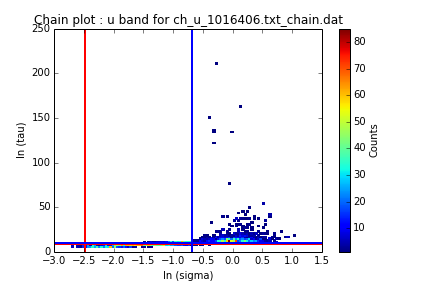 Chain plot : u band for ch_u_1016406.txt_chain.dat
250
200
150
100
50
0
ln (tau)
−3.0 −2.5 −2.0 −1.5 −1.0 −0.5 0.0 0.5 1.0 1.5
ln (sigma)
80
70
60
50
40
30
20
10
Counts